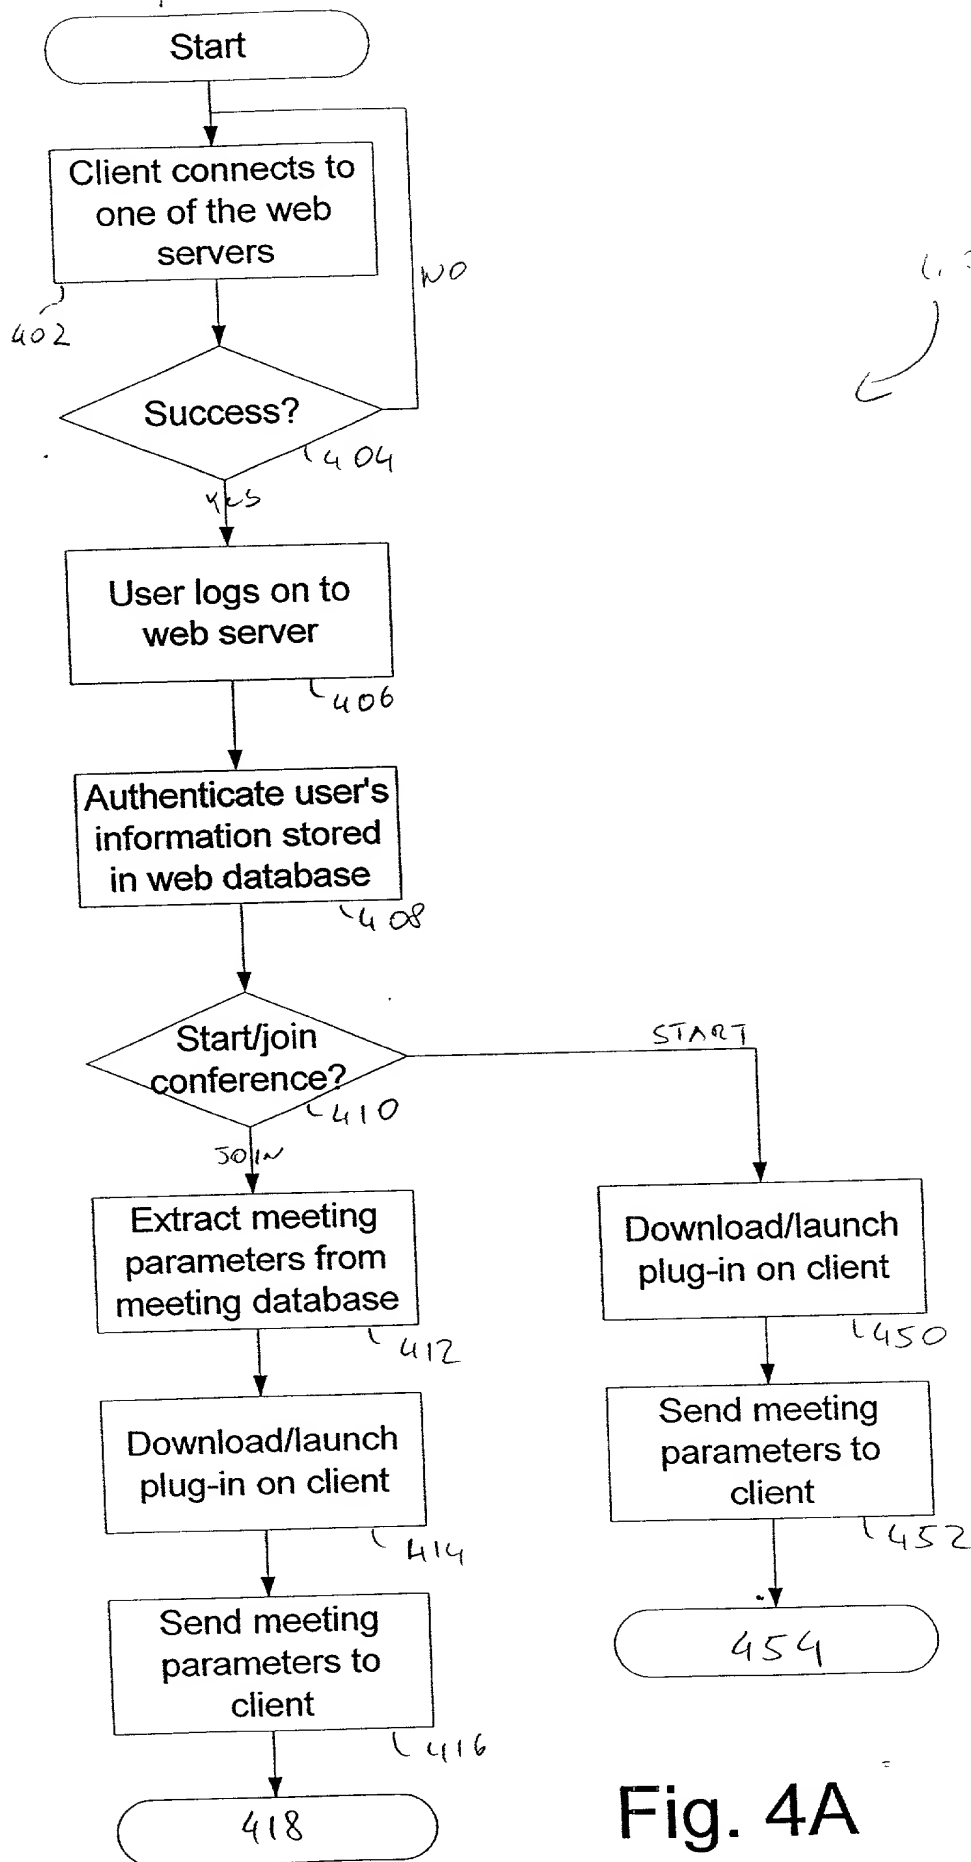 Start
Client connects to
one of the web
servers
NO
402
Success?
404
YES
User logs on to
web server
406
Authenticate user's
information stored
in web database
408
Start/join
conference?
410
START
JOIN
Extract meeting
parameters from
meeting database
412
Download/launch
plug-in on client
414
Send meeting
parameters to
client
416
418
Download/launch
plug-in on client
450
Send meeting
parameters to
client
452
454
Fig. 4A